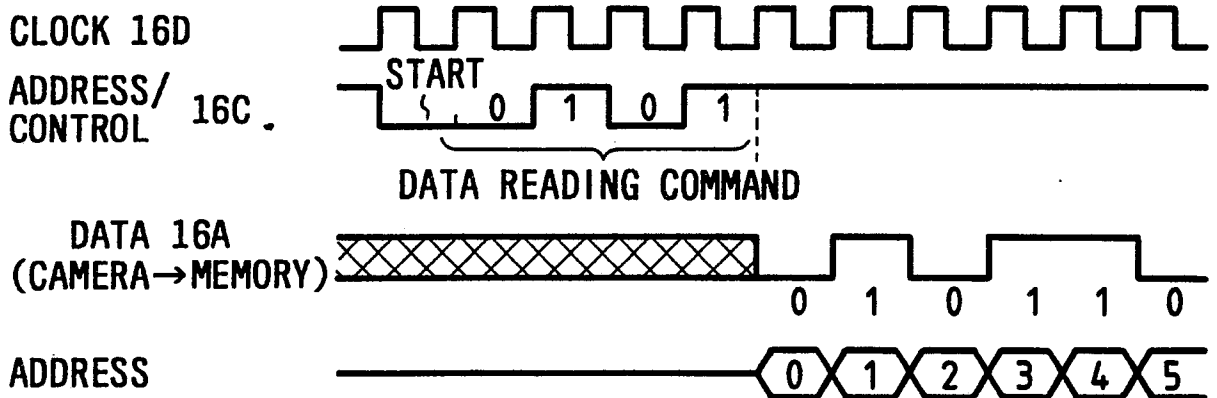 CLOCK 16D
START
ADDRESS/
CONTROL 16C
0 1 0 1
DATA READING COMMAND
DATA 16A
(CAMERA→MEMORY)
0 1 0 1 1 0
ADDRESS
0 1 2 3 4 5